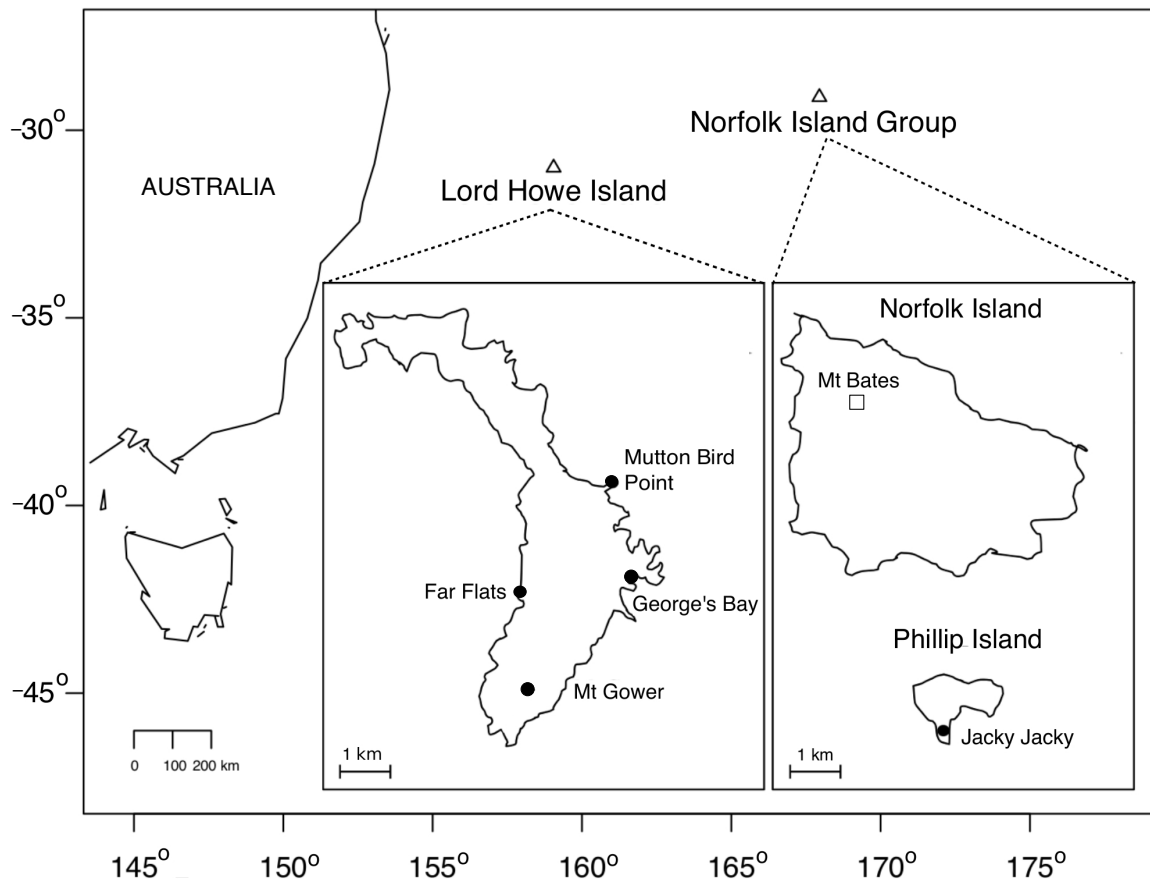 −30°
−35°
−40°
−45°
AUSTRALIA
Norfolk Island Group
Lord Howe Island
Mutton Bird
Point
Far Flats
George's Bay
Mt Gower
1 km
Norfolk Island
Mt Bates
Phillip Island
Jacky Jacky
1 km
0 100 200 km
145° 150° 155° 160° 165° 170° 175°